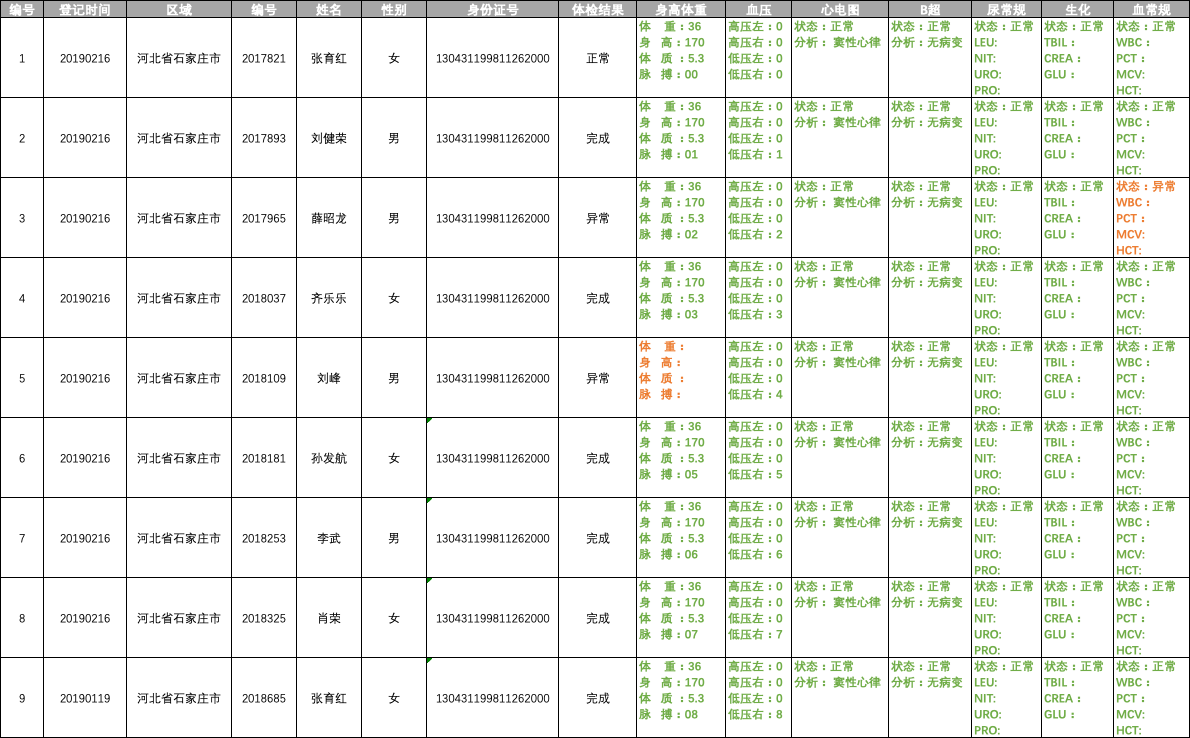 编号 登记时间 区域 编号 姓名 性别 身份证号 体检结果 身高体重 血压 心电图 B超 尿常规 生化 血常规
1 20190216 河北省石家庄市 2017821 张育红 女 130431199811262000 正常
体 重：36 高压左：0 状态：正常 状态：正常 状态：正常 状态：正常 状态：正常
身 高：170 高压右：0 分析： 窦性心律 分析：无病变 LEU: TBIL： WBC：
体 质：5.3 低压左：0 NIT: CREA： PCT：
脉 搏：00 低压右：0 URO: GLU： MCV:
PRO: HCT:
2 20190216 河北省石家庄市 2017893 刘健荣 男 130431199811262000 完成
体 重：36 高压左：0 状态：正常 状态：正常 状态：正常 状态：正常 状态：正常
身 高：170 高压右：0 分析： 窦性心律 分析：无病变 LEU: TBIL： WBC：
体 质：5.3 低压左：0 NIT: CREA： PCT：
脉 搏：01 低压右：1 URO: GLU： MCV:
PRO: HCT:
3 20190216 河北省石家庄市 2017965 薛昭龙 男 130431199811262000 异常
体 重：36 高压左：0 状态：正常 状态：正常 状态：正常 状态：正常 状态：异常
身 高：170 高压右：0 分析： 窦性心律 分析：无病变 LEU: TBIL： WBC：
体 质：5.3 低压左：0 NIT: CREA： PCT：
脉 搏：02 低压右：2 URO: GLU： MCV:
PRO: HCT:
4 20190216 河北省石家庄市 2018037 齐乐乐 女 130431199811262000 完成
体 重：36 高压左：0 状态：正常 状态：正常 状态：正常 状态：正常 状态：正常
身 高：170 高压右：0 分析： 窦性心律 分析：无病变 LEU: TBIL： WBC：
体 质：5.3 低压左：0 NIT: CREA： PCT：
脉 搏：03 低压右：3 URO: GLU： MCV:
PRO: HCT:
5 20190216 河北省石家庄市 2018109 刘峰 男 130431199811262000 异常
体 重： 高压左：0 状态：正常 状态：正常 状态：正常 状态：正常 状态：正常
身 高： 高压右：0 分析： 窦性心律 分析：无病变 LEU: TBIL： WBC：
体 质： 低压左：0 NIT: CREA： PCT：
脉 搏： 低压右：4 URO: GLU： MCV:
PRO: HCT:
6 20190216 河北省石家庄市 2018181 孙发航 女 130431199811262000 完成
体 重：36 高压左：0 状态：正常 状态：正常 状态：正常 状态：正常 状态：正常
身 高：170 高压右：0 分析： 窦性心律 分析：无病变 LEU: TBIL： WBC：
体 质：5.3 低压左：0 NIT: CREA： PCT：
脉 搏：05 低压右：5 URO: GLU： MCV:
PRO: HCT:
7 20190216 河北省石家庄市 2018253 李武 男 130431199811262000 完成
体 重：36 高压左：0 状态：正常 状态：正常 状态：正常 状态：正常 状态：正常
身 高：170 高压右：0 分析： 窦性心律 分析：无病变 LEU: TBIL： WBC：
体 质：5.3 低压左：0 NIT: CREA： PCT：
脉 搏：06 低压右：6 URO: GLU： MCV:
PRO: HCT:
8 20190216 河北省石家庄市 2018325 肖荣 女 130431199811262000 完成
体 重：36 高压左：0 状态：正常 状态：正常 状态：正常 状态：正常 状态：正常
身 高：170 高压右：0 分析： 窦性心律 分析：无病变 LEU: TBIL： WBC：
体 质：5.3 低压左：0 NIT: CREA： PCT：
脉 搏：07 低压右：7 URO: GLU： MCV:
PRO: HCT:
9 20190119 河北省石家庄市 2018685 张育红 女 130431199811262000 完成
体 重：36 高压左：0 状态：正常 状态：正常 状态：正常 状态：正常 状态：正常
身 高：170 高压右：0 分析： 窦性心律 分析：无病变 LEU: TBIL： WBC：
体 质：5.3 低压左：0 NIT: CREA： PCT：
脉 搏：08 低压右：8 URO: GLU： MCV:
PRO: HCT: